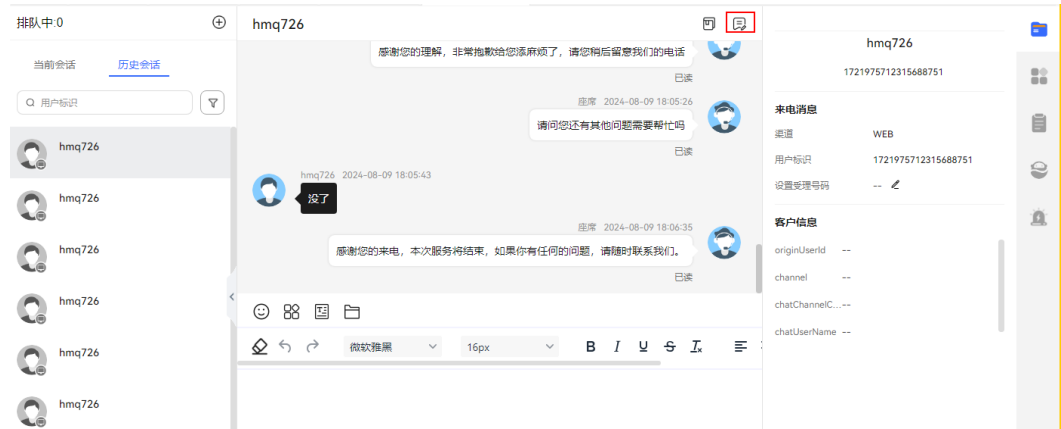 排队中:0
当前会话 历史会话
用户标识
hmq726
hmq726
hmq726
hmq726
hmq726
hmq726
hmq726
感谢您的理解，非常抱歉给您添麻烦了，请您稍后留意我们的电话
已读
座席 2024-08-09 18:05:26
请问您还有其他问题需要帮忙吗
已读
hmq726 2024-08-09 18:05:43
没了
座席 2024-08-09 18:06:35
感谢您的来电，本次服务将结束，如果你有任何的问题，请随时联系我们。
已读
微软雅黑 16px B I U S Ix
hmq726
1721975712315688751
来电消息
渠道 WEB
用户标识 1721975712315688751
设置受理号码 --
客户信息
originUserId --
channel --
chatChannelC...--
chatUserName --